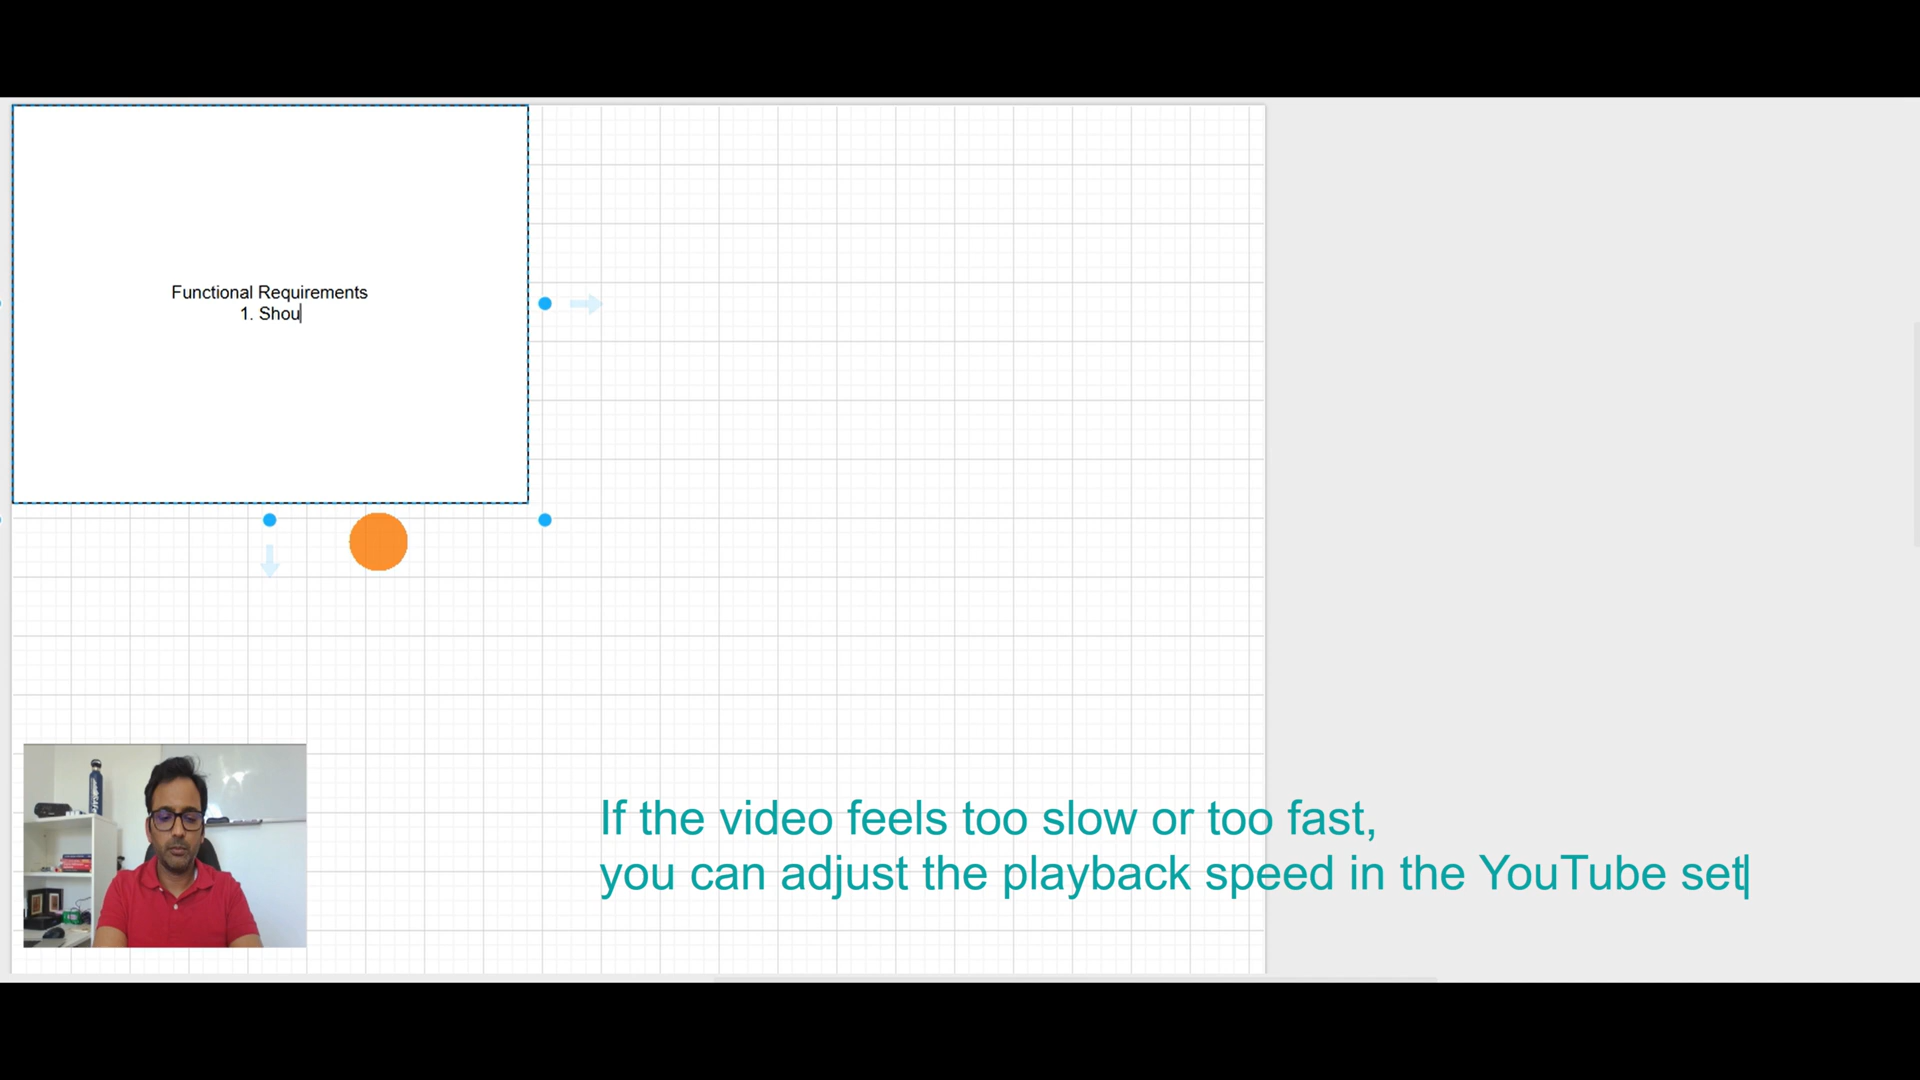 Functional Requirements
1. Shou
If the video feels too slow or too fast,
you can adjust the playback speed in the YouTube set